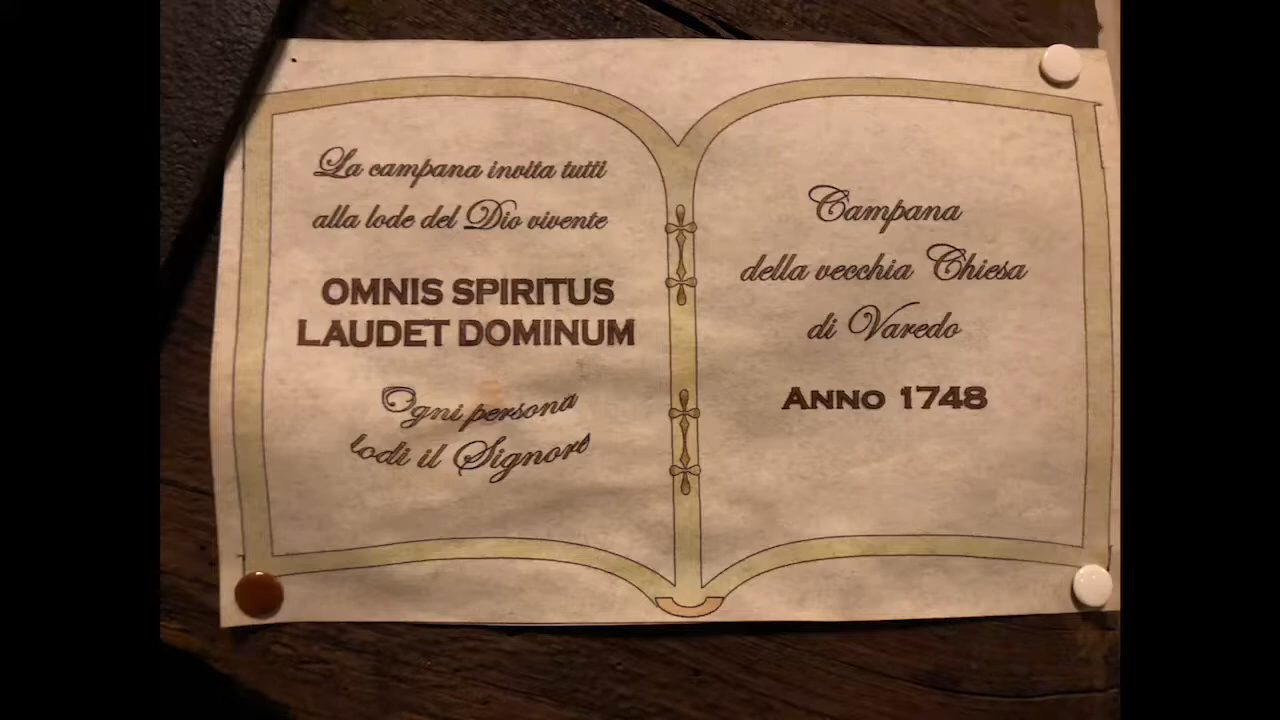 La campana invita tutti
alla lode del Dio vivente
OMNIS SPIRITUS
LAUDET DOMINUM
Ogni persona
lodi il Signore
Campana
della vecchia Chiesa
di Varedo
ANNO 1748